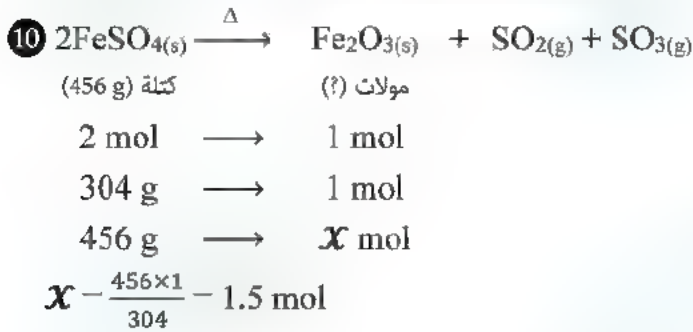 10 2FeSO4(s) —Δ→ Fe2O3(s) + SO2(g) + SO3(g)
كتلة (456 g) مولات (?)
2 mol → 1 mol
304 g → 1 mol
456 g → X mol
X – 456×1/304 – 1.5 mol